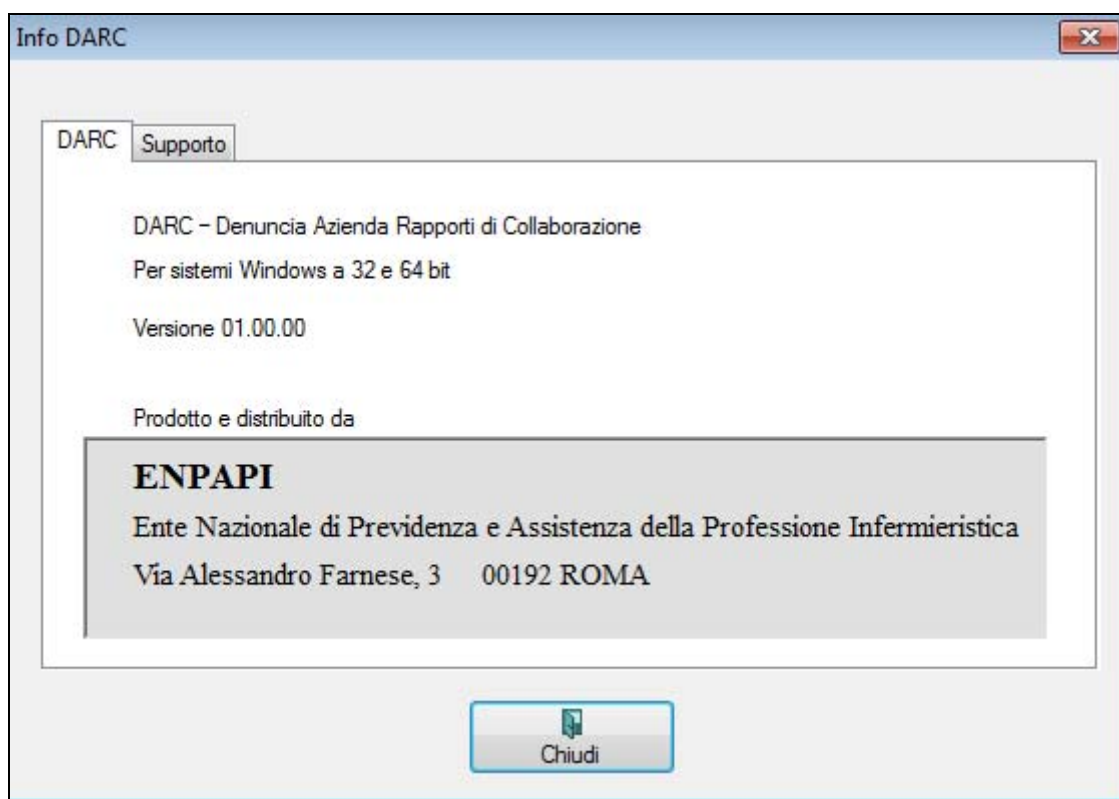 Info DARC
DARC Supporto
DARC – Denuncia Azienda Rapporti di Collaborazione
Per sistemi Windows a 32 e 64 bit
Versione 01.00.00
Prodotto e distribuito da
ENPAPI
Ente Nazionale di Previdenza e Assistenza della Professione Infermieristica
Via Alessandro Farnese, 3 00192 ROMA
Chiudi